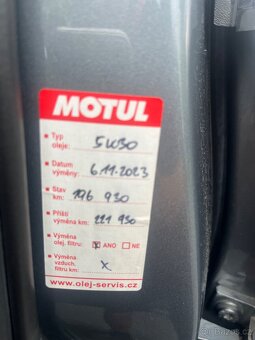 MOTUL
Typ
oleje: 5W30
Datum
výměny: 6.11.2023
Stav
km: 196 930
Příští
výměna km: 221 930
Výměna
olej. filtru: X ANO NE
Výměna
vzduch.
filtru km: X
www.olej-servis.cz